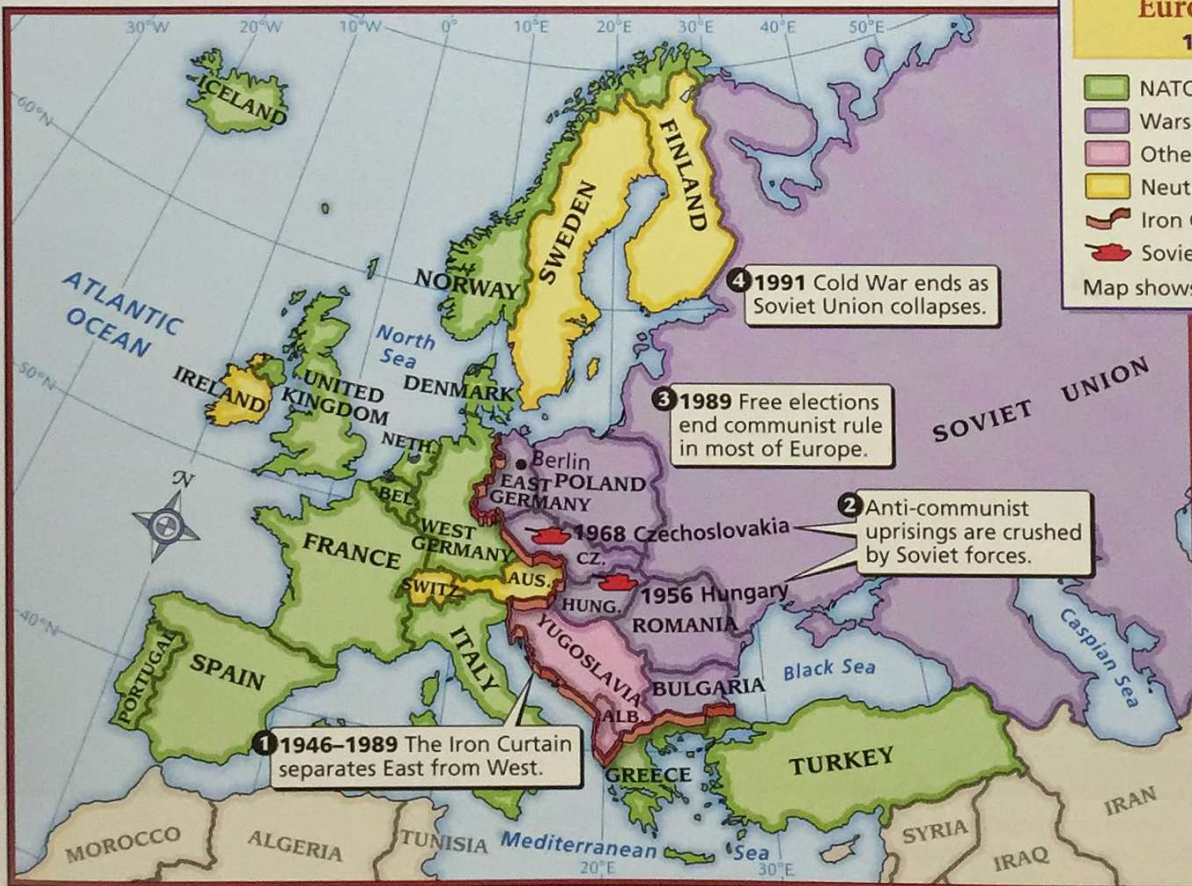 30°W
20°W
10°W
0°
10°E
20°E
30°E
40°E
50°E
60°N
50°N
40°N
ICELAND
FINLAND
SWEDEN
NORWAY
ATLANTIC
OCEAN
North
Sea
IRELAND
UNITED
KINGDOM
DENMARK
NETH.
BEL.
Berlin
EAST
GERMANY
POLAND
SOVIET UNION
WEST
GERMANY
FRANCE
N
CZ.
SWITZ.
AUS.
HUNG.
ROMANIA
YUGOSLAVIA
ITALY
BULGARIA
ALB.
PORTUGAL
SPAIN
Black Sea
Caspian Sea
GREECE
TURKEY
MOROCCO
ALGERIA
TUNISIA
Mediterranean Sea
SYRIA
IRAQ
IRAN
20°E
30°E
4 1991 Cold War ends as
Soviet Union collapses.
3 1989 Free elections
end communist rule
in most of Europe.
2 Anti-communist
uprisings are crushed
by Soviet forces.
1968 Czechoslovakia
1956 Hungary
1 1946–1989 The Iron Curtain
separates East from West.
Euro
1
NATO
Wars
Othe
Neut
Iron
Sovie
Map shows